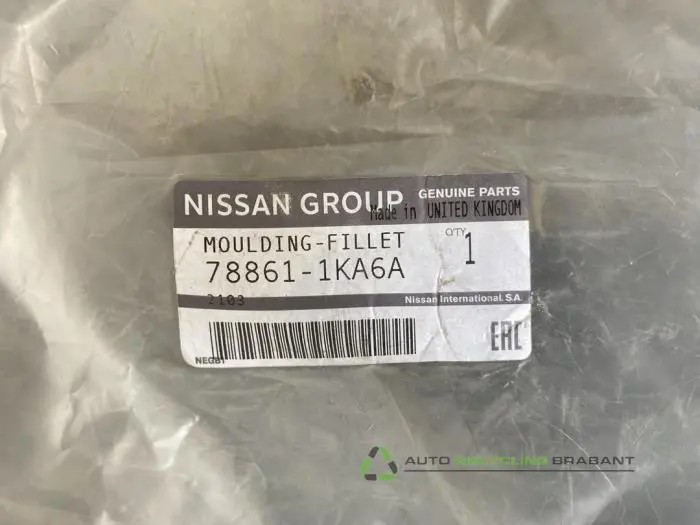 NISSAN GROUP
GENUINE PARTS
Made in UNITED KINGDOM
MOULDING-FILLET
78861-1KA6A
Q'TY
1
2103
Nissan International. S.A.
NEGB1
EAC
AUTO RECYCLING BRABANT